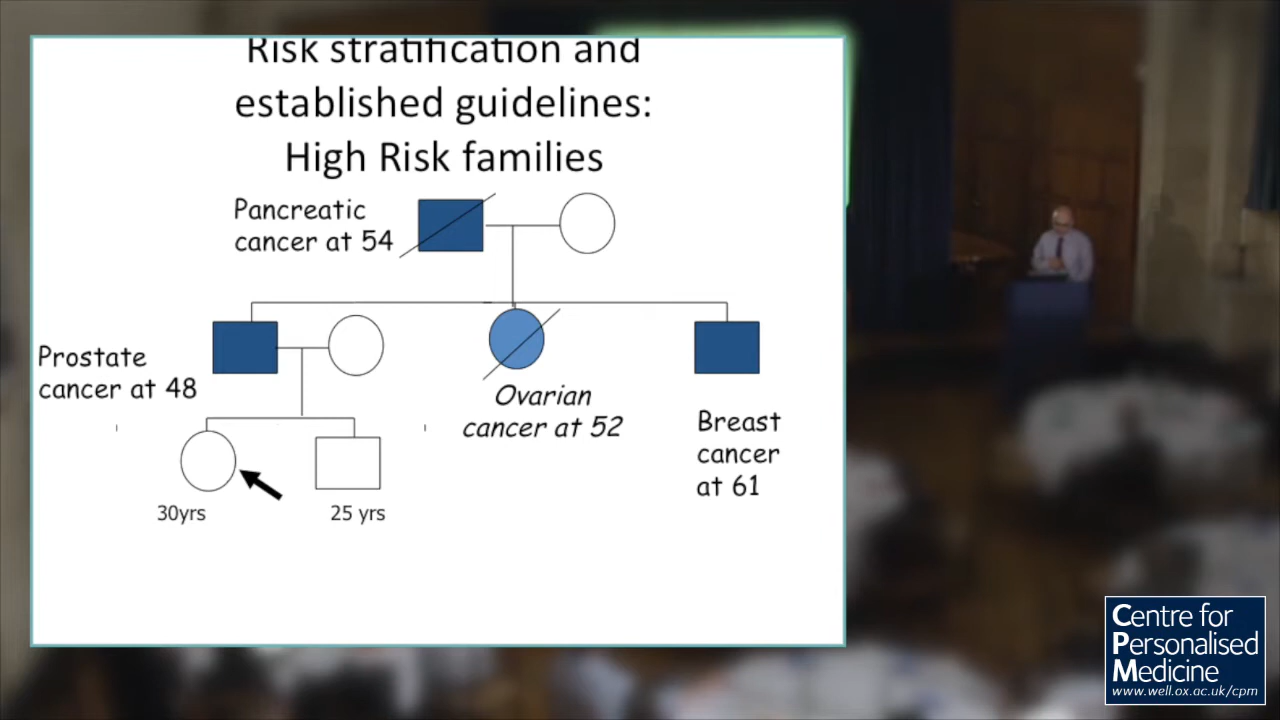 Risk stratification and
established guidelines:
High Risk families
Pancreatic
cancer at 54
Prostate
cancer at 48
Ovarian
cancer at 52
Breast
cancer
at 61
30yrs
25 yrs
Centre for
Personalised
Medicine
www.well.ox.ac.uk/cpm